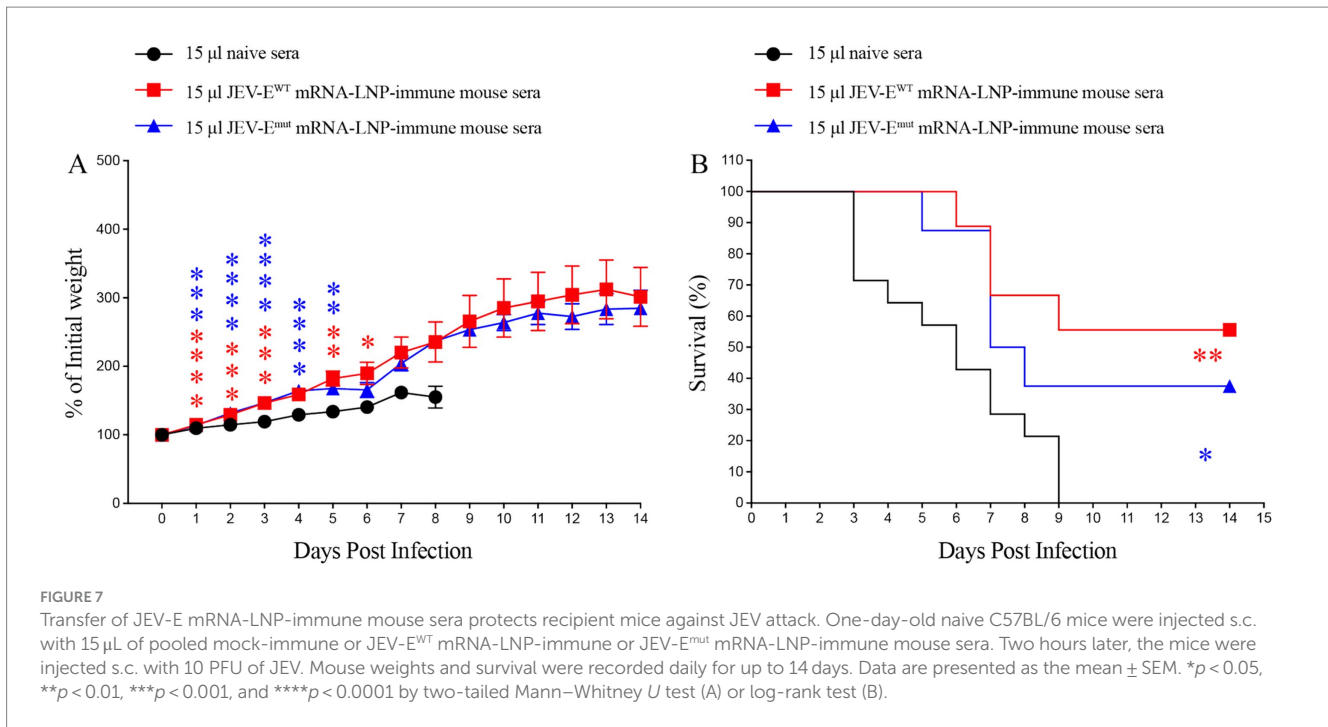 15 µl naive sera
15 µl JEV-E^WT mRNA-LNP-immune mouse sera
15 µl JEV-E^mut mRNA-LNP-immune mouse sera
A
500
400
300
200
100
0
% of Initial weight
**** *** *** **** ** *
*** *** **** **
0 1 2 3 4 5 6 7 8 9 10 11 12 13 14
Days Post Infection
15 µl naive sera
15 µl JEV-E^WT mRNA-LNP-immune mouse sera
15 µl JEV-E^mut mRNA-LNP-immune mouse sera
B
110
100
90
80
70
60
50
40
30
20
10
0
Survival (%)
**
*
0 1 2 3 4 5 6 7 8 9 10 11 12 13 14 15
Days Post Infection
FIGURE 7
Transfer of JEV-E mRNA-LNP-immune mouse sera protects recipient mice against JEV attack. One-day-old naive C57BL/6 mice were injected s.c.
with 15 µL of pooled mock-immune or JEV-E^WT mRNA-LNP-immune or JEV-E^mut mRNA-LNP-immune mouse sera. Two hours later, the mice were
injected s.c. with 10 PFU of JEV. Mouse weights and survival were recorded daily for up to 14 days. Data are presented as the mean ± SEM. *p < 0.05,
**p < 0.01, ***p < 0.001, and ****p < 0.0001 by two-tailed Mann–Whitney U test (A) or log-rank test (B).